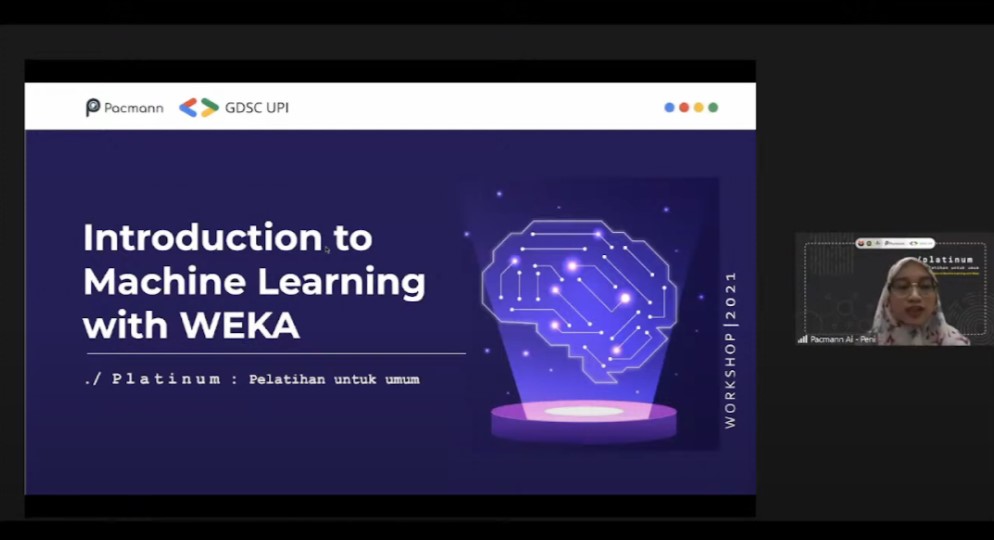 Pacmann GDSC UPI
Introduction to
Machine Learning
with WEKA
./ Platinum : Pelatihan untuk umum
WORKSHOP|2021
/platinum
Pacmann AI - Peni